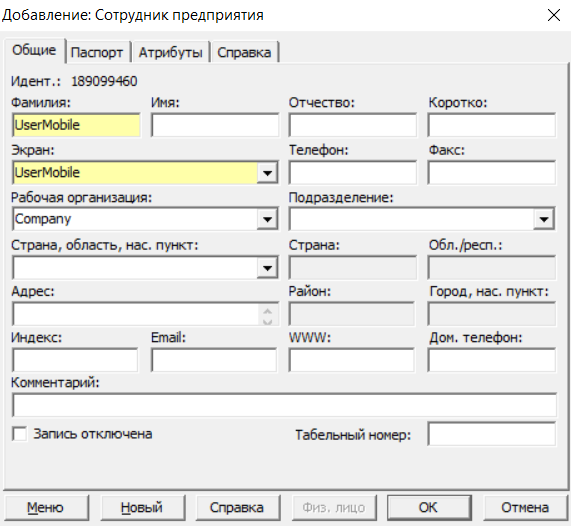 Добавление: Сотрудник предприятия
Общие Паспорт Атрибуты Справка
Идент.: 189099460
Фамилия: Имя: Отчество: Коротко:
UserMobile
Экран: Телефон: Факс:
UserMobile
Рабочая организация: Подразделение:
Company
Страна, область, нас. пункт: Страна: Обл./респ.:
Адрес: Район: Город, нас. пункт:
Индекс: Email: WWW: Дом. телефон:
Комментарий:
Запись отключена Табельный номер:
Меню Новый Справка Физ. лицо OK Отмена